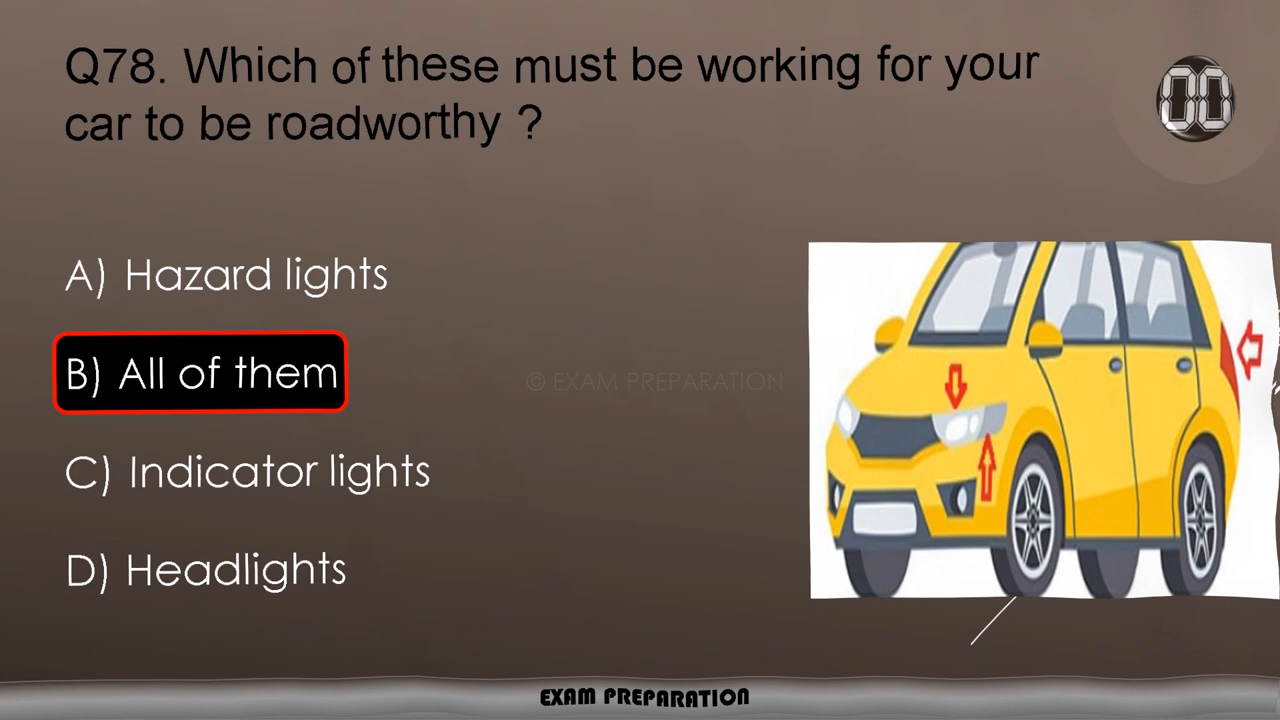 Q78. Which of these must be working for your
car to be roadworthy ?
00
A) Hazard lights
B) All of them
© EXAM PREPARATION
C) Indicator lights
D) Headlights
EXAM PREPARATION